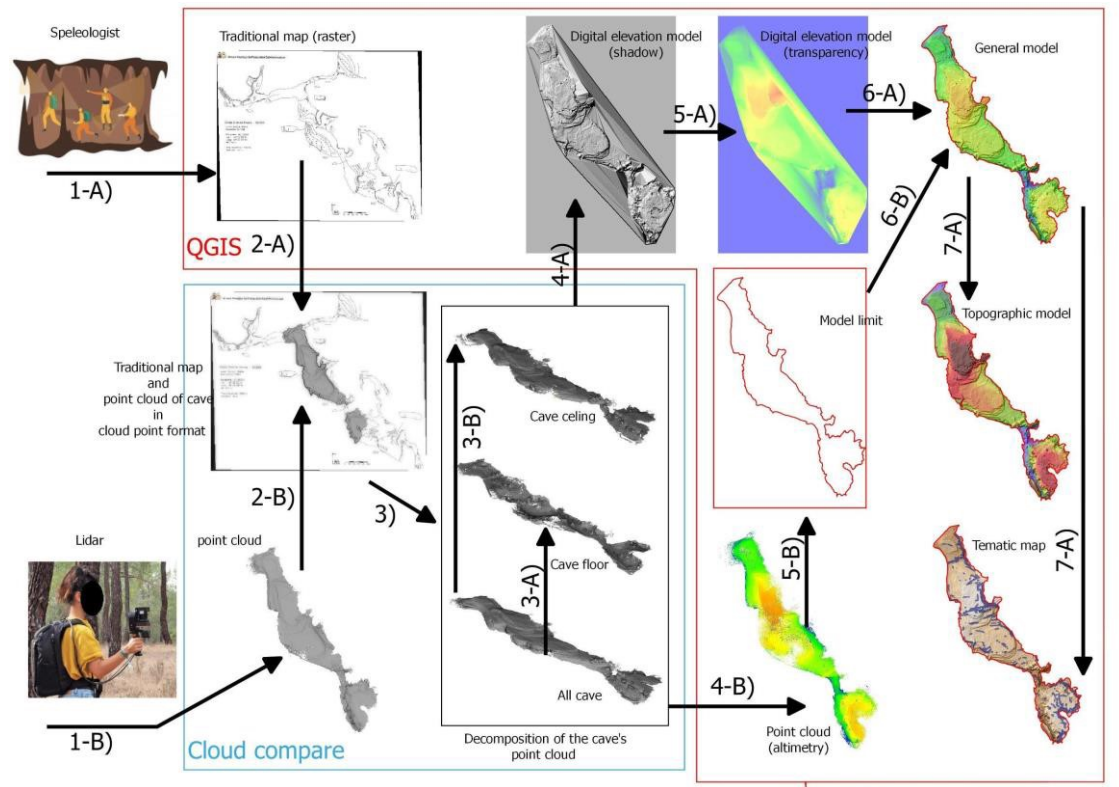 Speleologist
Traditional map (raster)
Digital elevation model
(shadow)
Digital elevation model
(transparency)
General model
1-A)
2-A)
QGIS
4-A)
5-A)
6-A)
6-B)
7-A)
Model limit
Topographic model
Traditional map
and
point cloud of cave
in
cloud point format
2-B)
3)
3-B)
Cave celing
3-A)
Cave floor
All cave
Decomposition of the cave's
point cloud
Lidar
point cloud
1-B)
Cloud compare
4-B)
5-B)
Point cloud
(altimetry)
Tematic map
7-A)